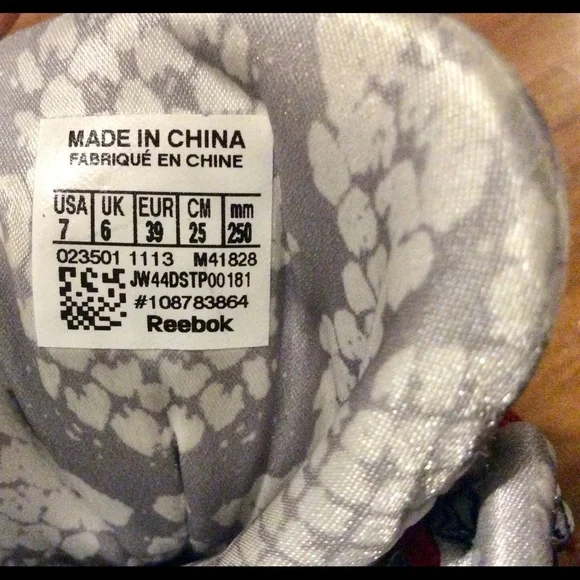 MADE IN CHINA
FABRIQUÉ EN CHINE
USA UK EUR CM mm
7 6 39 25 250
023501 1113 M41828
JW44DSTP00181
#108783864
Reebok